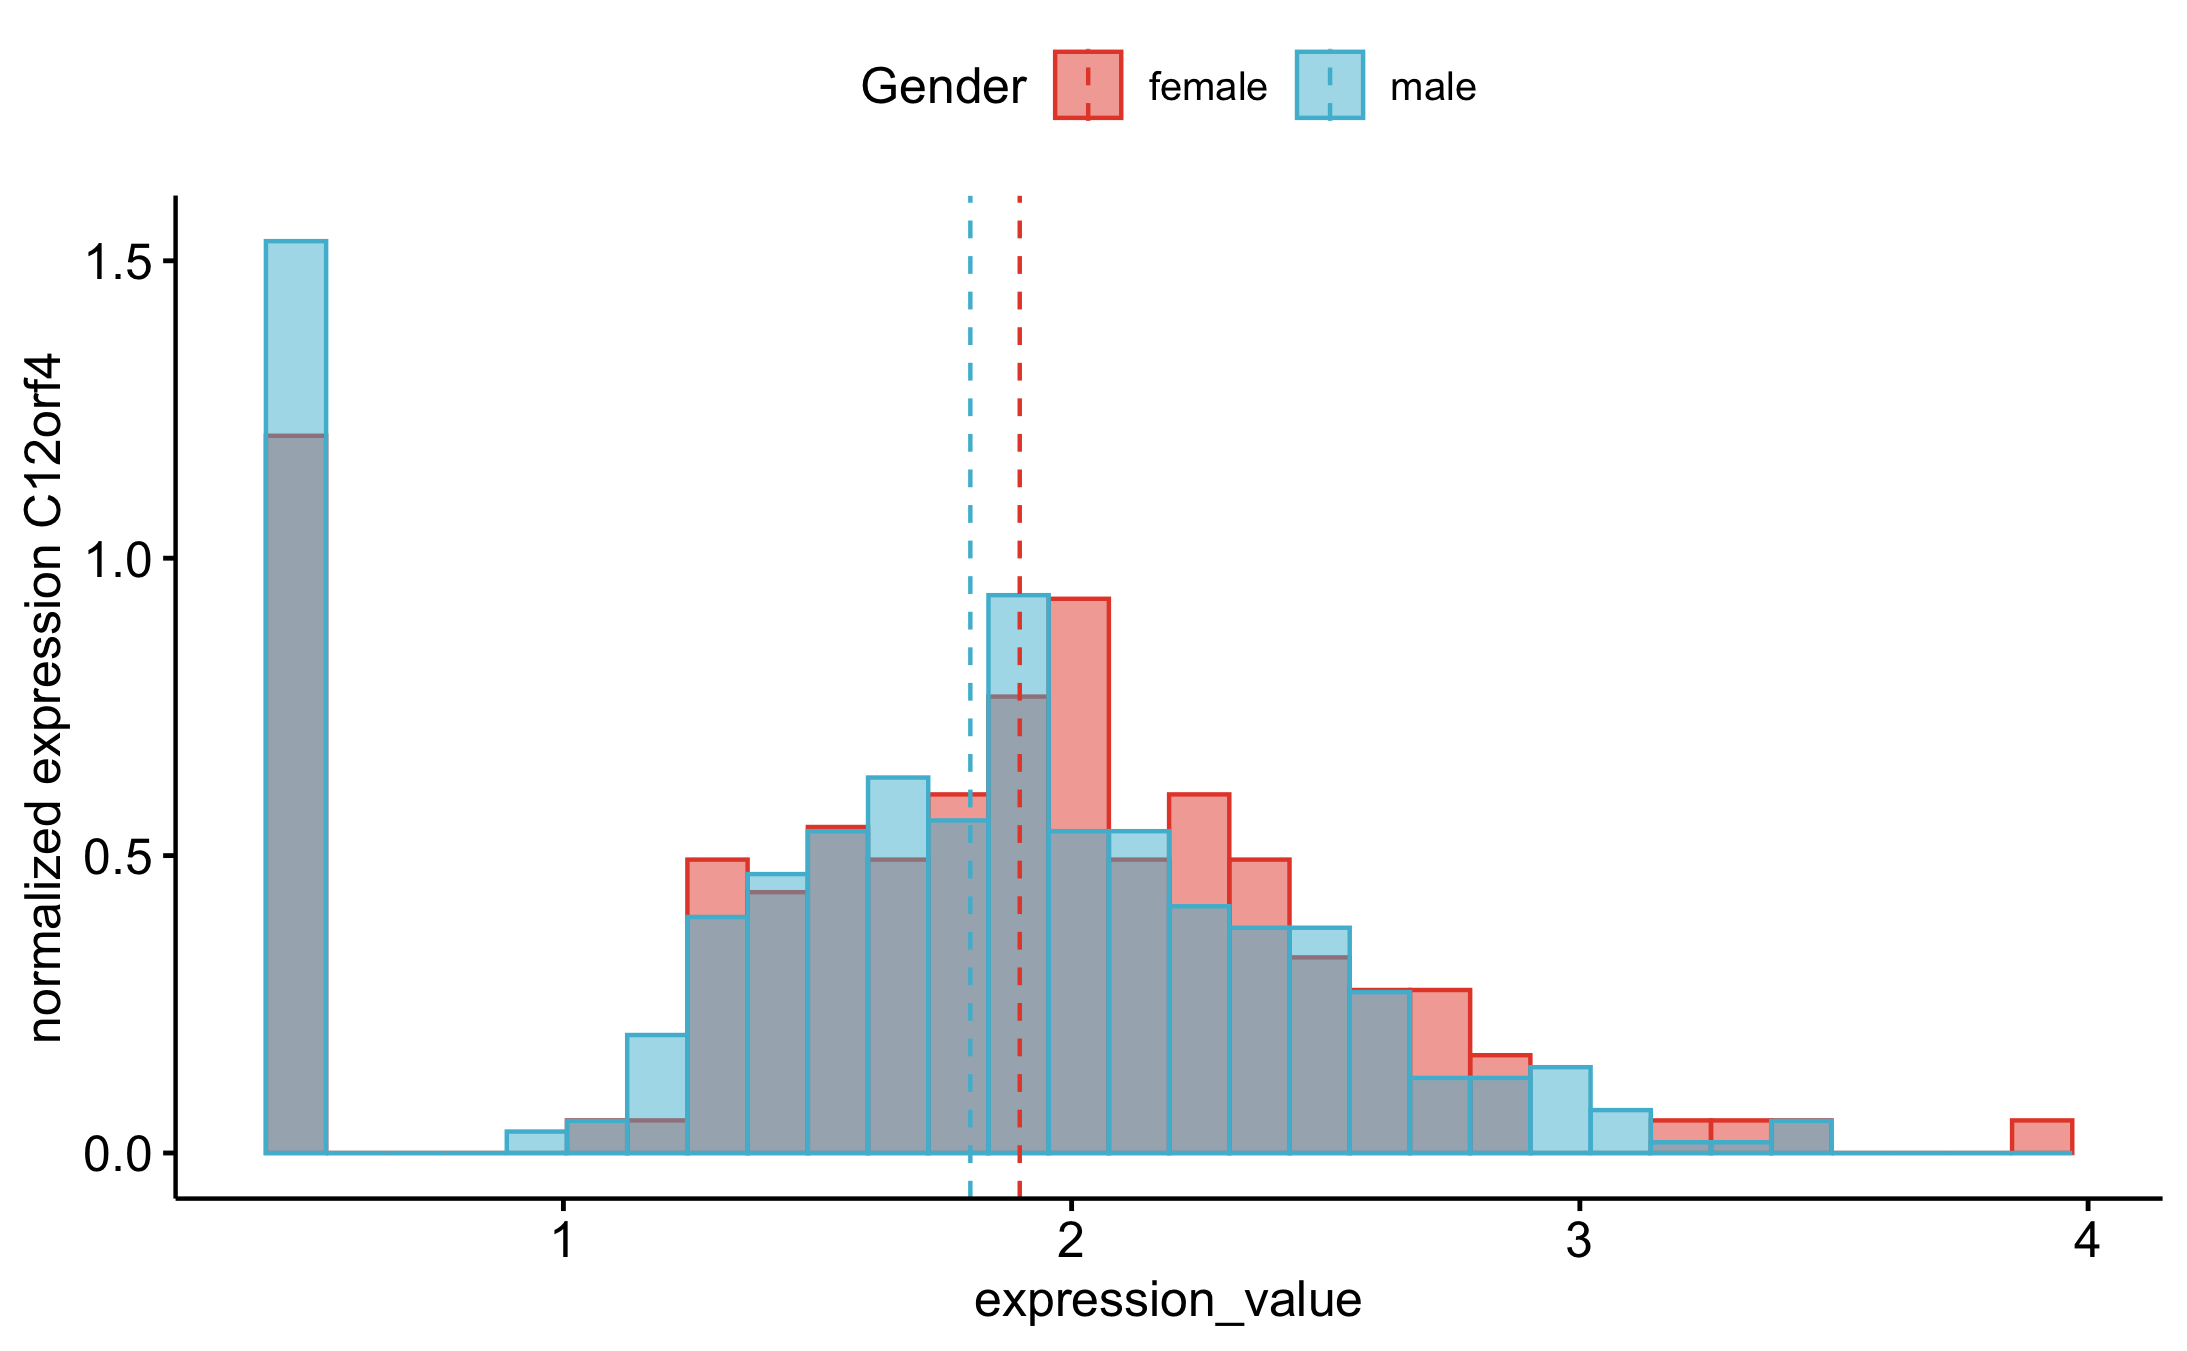 Gender female male
normalized expression C12orf4
1.5
1.0
0.5
0.0
1 2 3 4
expression_value